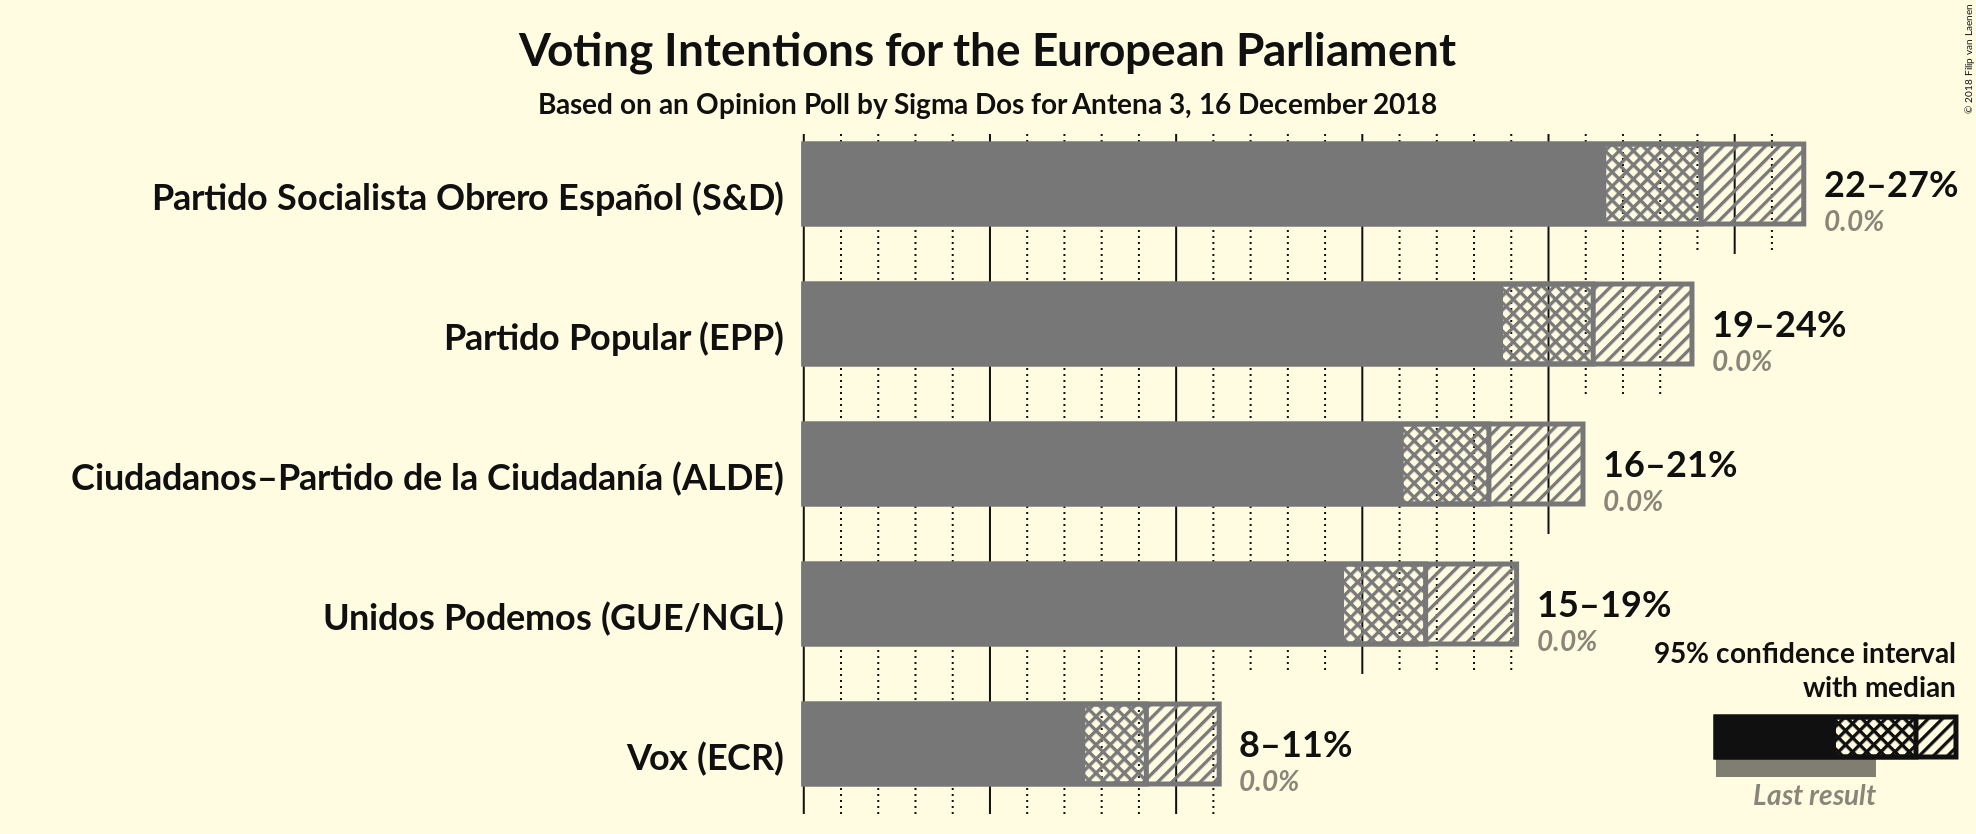 Voting Intentions for the European Parliament
Based on an Opinion Poll by Sigma Dos for Antena 3, 16 December 2018
© 2018 Filip van Laenen
Partido Socialista Obrero Español (S&D)
22–27%
0.0%
Partido Popular (EPP)
19–24%
0.0%
Ciudadanos–Partido de la Ciudadanía (ALDE)
16–21%
0.0%
Unidos Podemos (GUE/NGL)
15–19%
0.0%
Vox (ECR)
8–11%
0.0%
95% confidence interval
with median
Last result